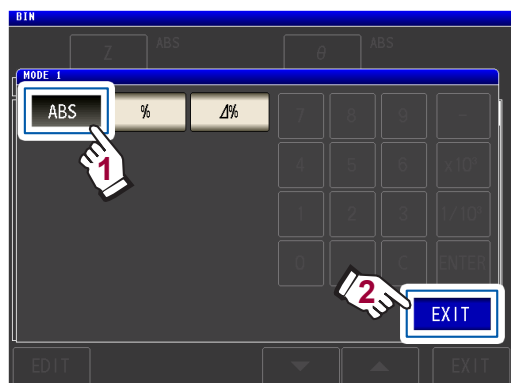 BIN
Z ABS θ ABS
MODE 1
ABS % Δ% 7 8 9 -
1
4 5 6 x10³
1 2 3 1/10³
0 C ENTER
2
EXIT
EDIT ▼ ▲ EXIT